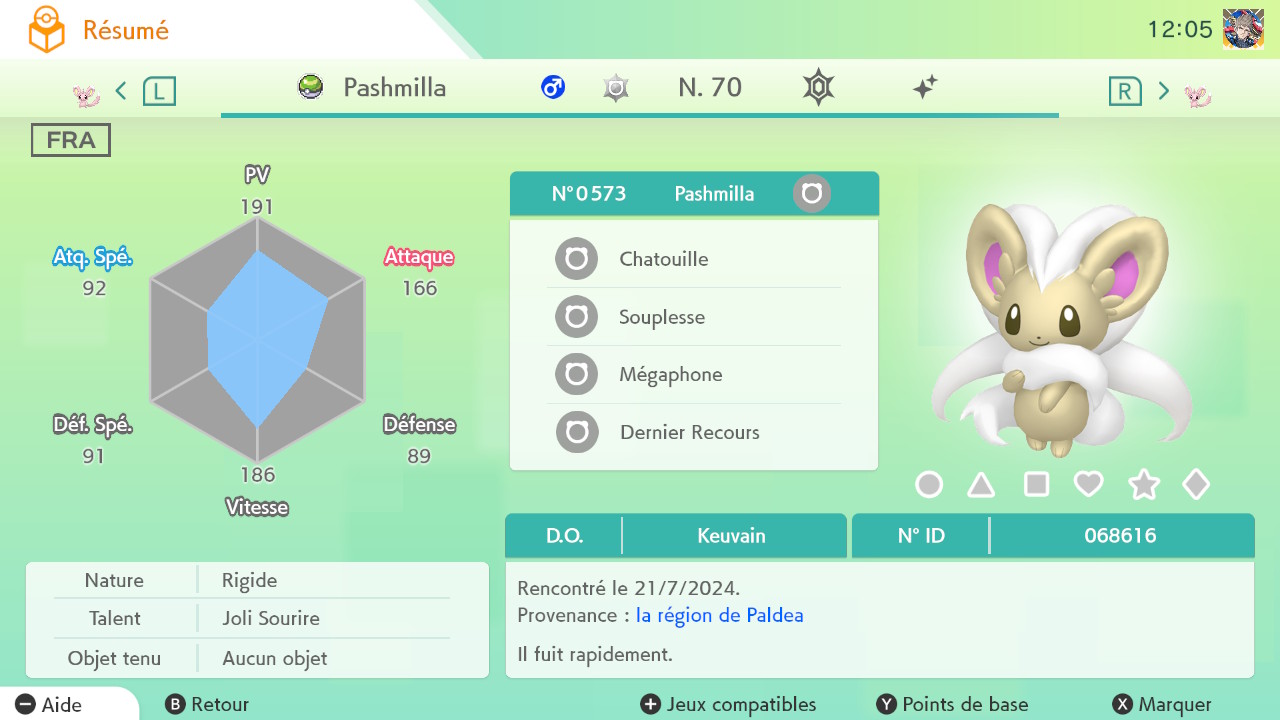 Résumé
12:05
L
Pashmilla
N. 70
R
FRA
PV
191
Atq. Spé.
92
Attaque
166
Déf. Spé.
91
Défense
89
186
Vitesse
N° 0573 Pashmilla
Chatouille
Souplesse
Mégaphone
Dernier Recours
D.O. Keuvain
N° ID 068616
Nature Rigide
Talent Joli Sourire
Objet tenu Aucun objet
Rencontré le 21/7/2024.
Provenance : la région de Paldea
Il fuit rapidement.
Aide
B Retour
Jeux compatibles
Y Points de base
X Marquer